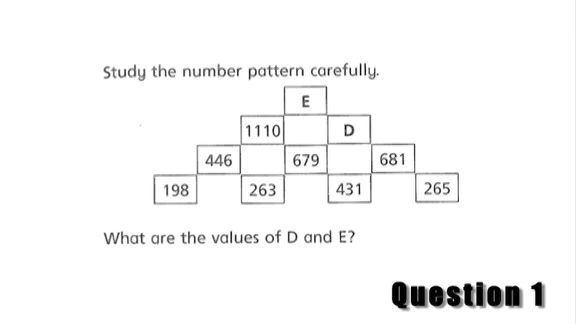 Study the number pattern carefully.
E
1110 D
446 679 681
198 263 431 265
What are the values of D and E?
Question 1